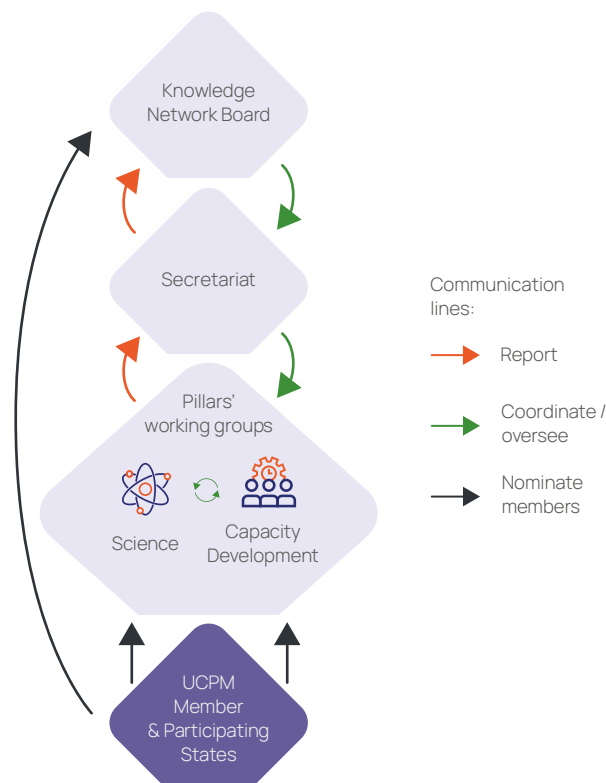 Knowledge
Network Board
Secretariat
Pillars'
working groups
Science
Capacity
Development
UCPM
Member
& Participating
States
Communication
lines:
Report
Coordinate /
oversee
Nominate
members